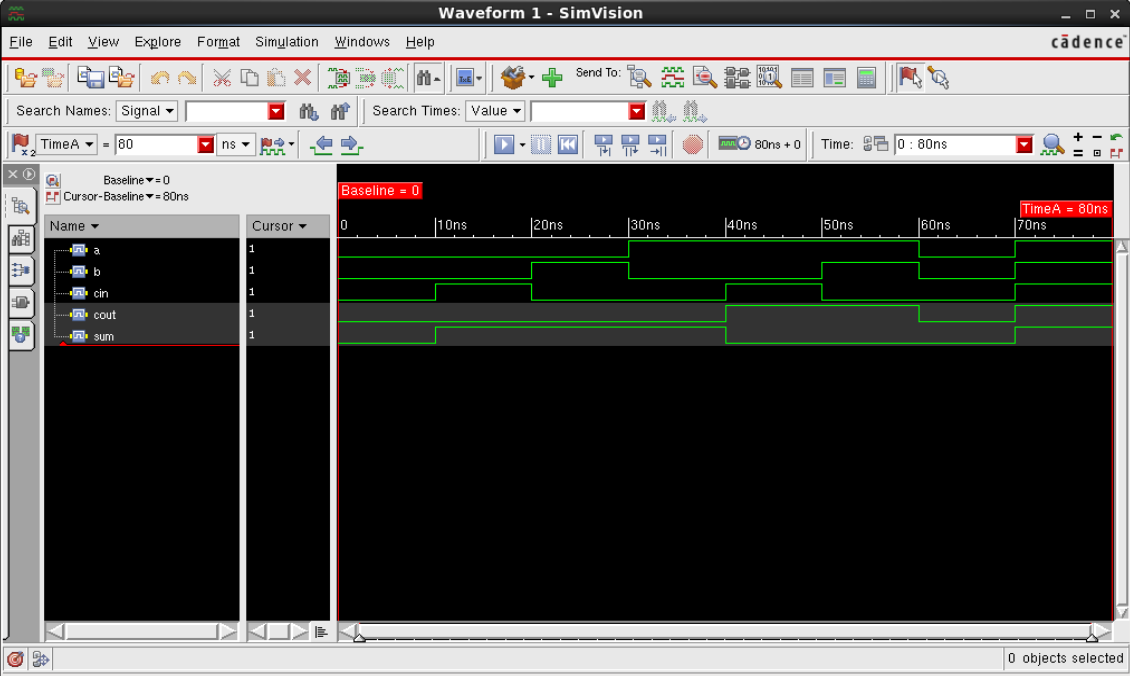 Waveform 1 - SimVision
File Edit View Explore Format Simulation Windows Help
cādence
Send To:
Search Names: Signal Search Times: Value
x2 TimeA = 80 ns 80ns + 0 Time: 0 : 80ns
Baseline = 0
Cursor-Baseline = 80ns
Baseline = 0
TimeA = 80ns
Name Cursor 0 10ns 20ns 30ns 40ns 50ns 60ns 70ns
a 1
b 1
cin 1
cout 1
sum 1
0 objects selected